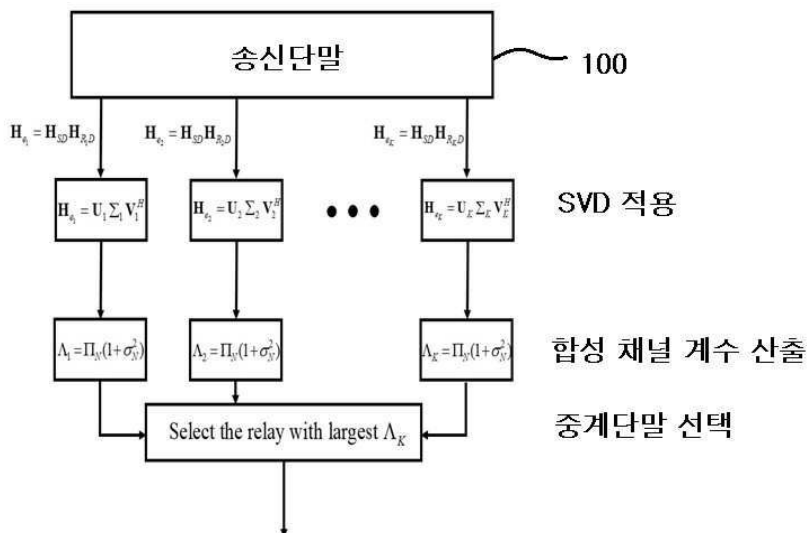 송신단말
100
H_{e_1} = H_{SD}H_{R_1D}
H_{e_2} = H_{SD}H_{R_2D}
H_{e_K} = H_{SD}H_{R_KD}
H_{e_1} = U_1 Σ_1 V_1^H
H_{e_2} = U_2 Σ_2 V_2^H
H_{e_K} = U_K Σ_K V_K^H
SVD 적용
Λ_1 = Π_N(1+σ_N^2)
Λ_2 = Π_N(1+σ_N^2)
Λ_K = Π_N(1+σ_N^2)
합성 채널 계수 산출
Select the relay with largest Λ_K
중계단말 선택